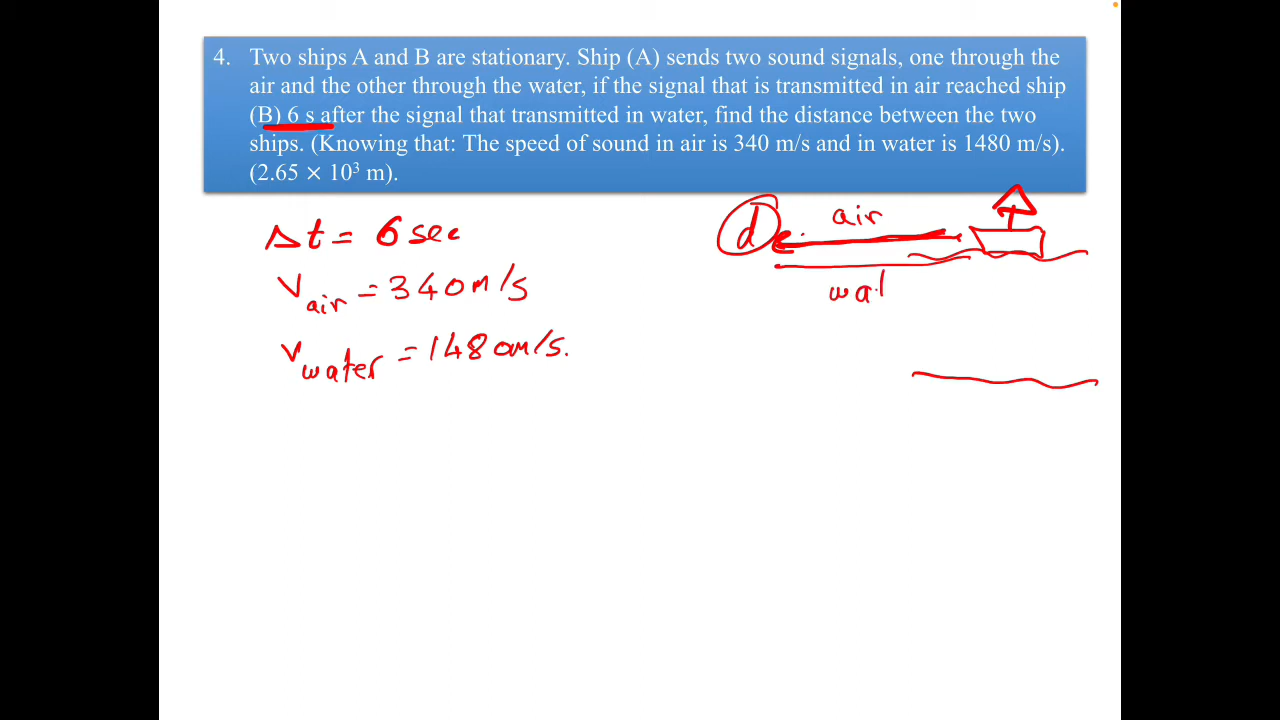 4. Two ships A and B are stationary. Ship (A) sends two sound signals, one through the
air and the other through the water, if the signal that is transmitted in air reached ship
(B) 6 s after the signal that transmitted in water, find the distance between the two
ships. (Knowing that: The speed of sound in air is 340 m/s and in water is 1480 m/s).
(2.65 × 10³ m).
Δt = 6 sec
d
air
V air = 340 m/s
wat
V water = 1480 m/s.